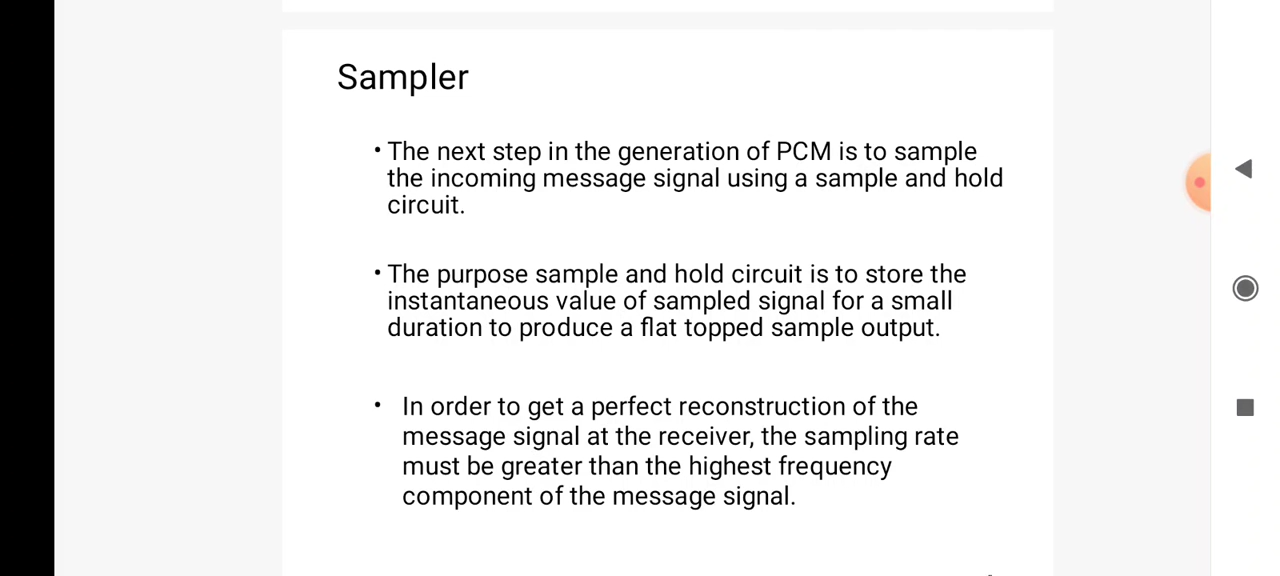 Sampler
• The next step in the generation of PCM is to sample
the incoming message signal using a sample and hold
circuit.
• The purpose sample and hold circuit is to store the
instantaneous value of sampled signal for a small
duration to produce a flat topped sample output.
• In order to get a perfect reconstruction of the
message signal at the receiver, the sampling rate
must be greater than the highest frequency
component of the message signal.